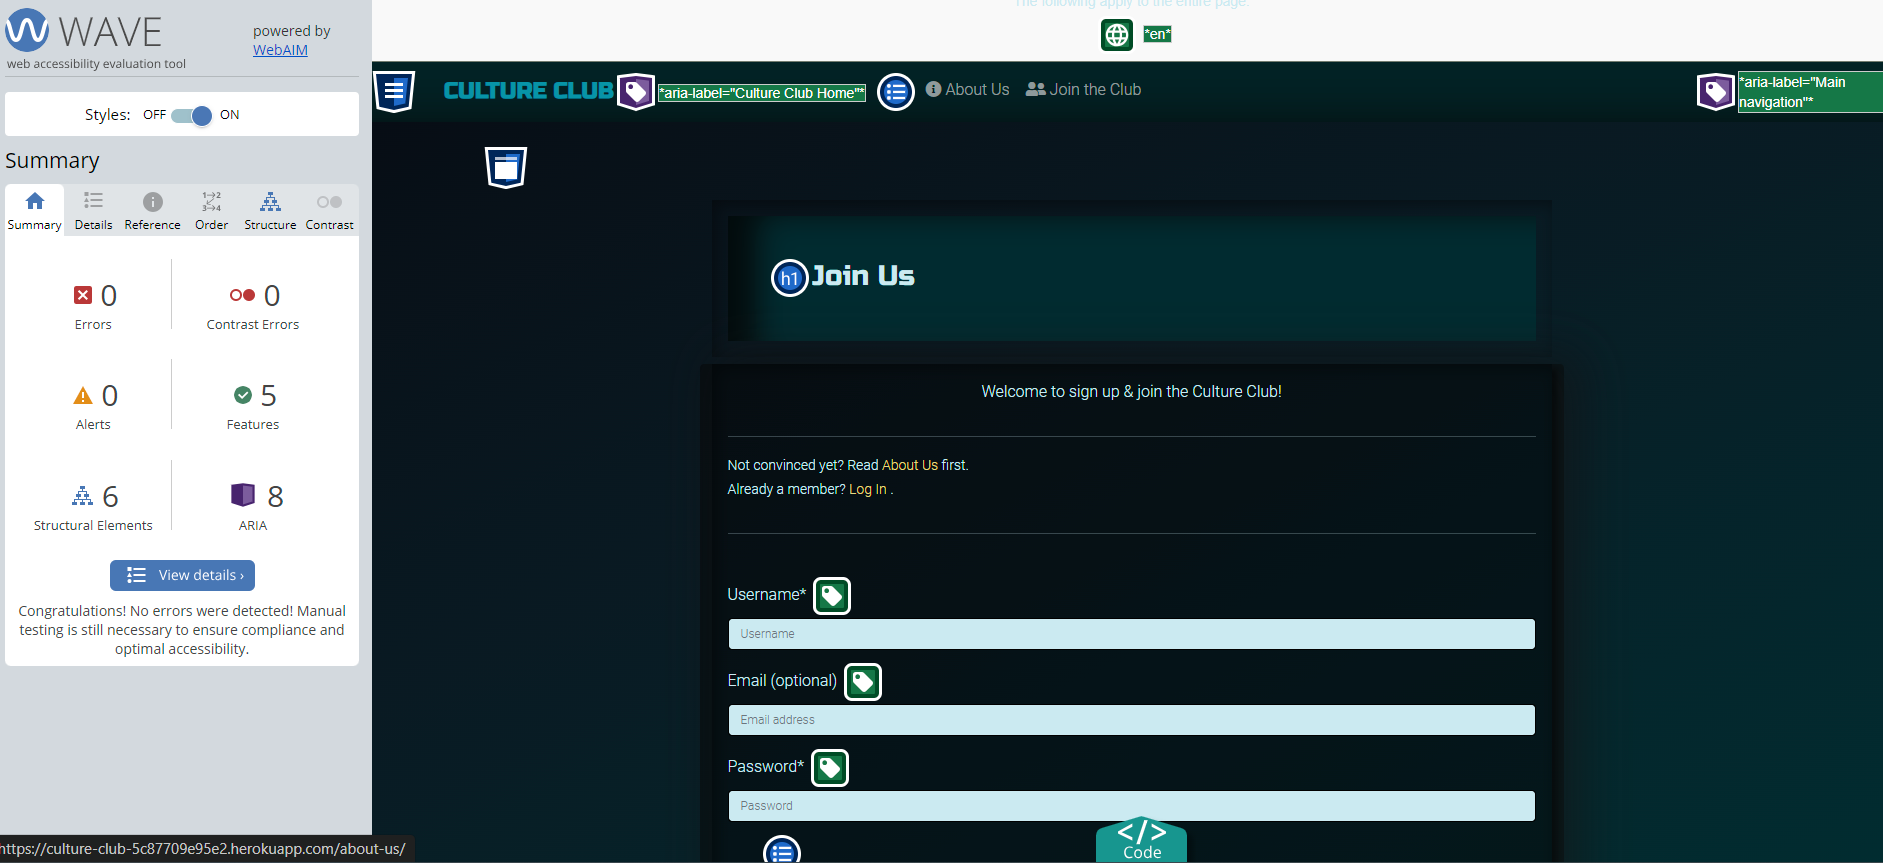 WAVE
powered by
WebAIM
web accessibility evaluation tool
Styles: OFF ON
Summary
Summary Details Reference Order Structure Contrast
0
Errors
0
Contrast Errors
0
Alerts
5
Features
6
Structural Elements
8
ARIA
View details ›
Congratulations! No errors were detected! Manual
testing is still necessary to ensure compliance and
optimal accessibility.
https://culture-club-5c87709e95e2.herokuapp.com/about-us/
The following apply to the entire page:
*en*
CULTURE CLUB *aria-label="Culture Club Home"* About Us Join the Club
*aria-label="Main
navigation"*
h1 Join Us
Welcome to sign up & join the Culture Club!
Not convinced yet? Read About Us first.
Already a member? Log In .
Username*
Username
Email (optional)
Email address
Password*
Password
</>
Code